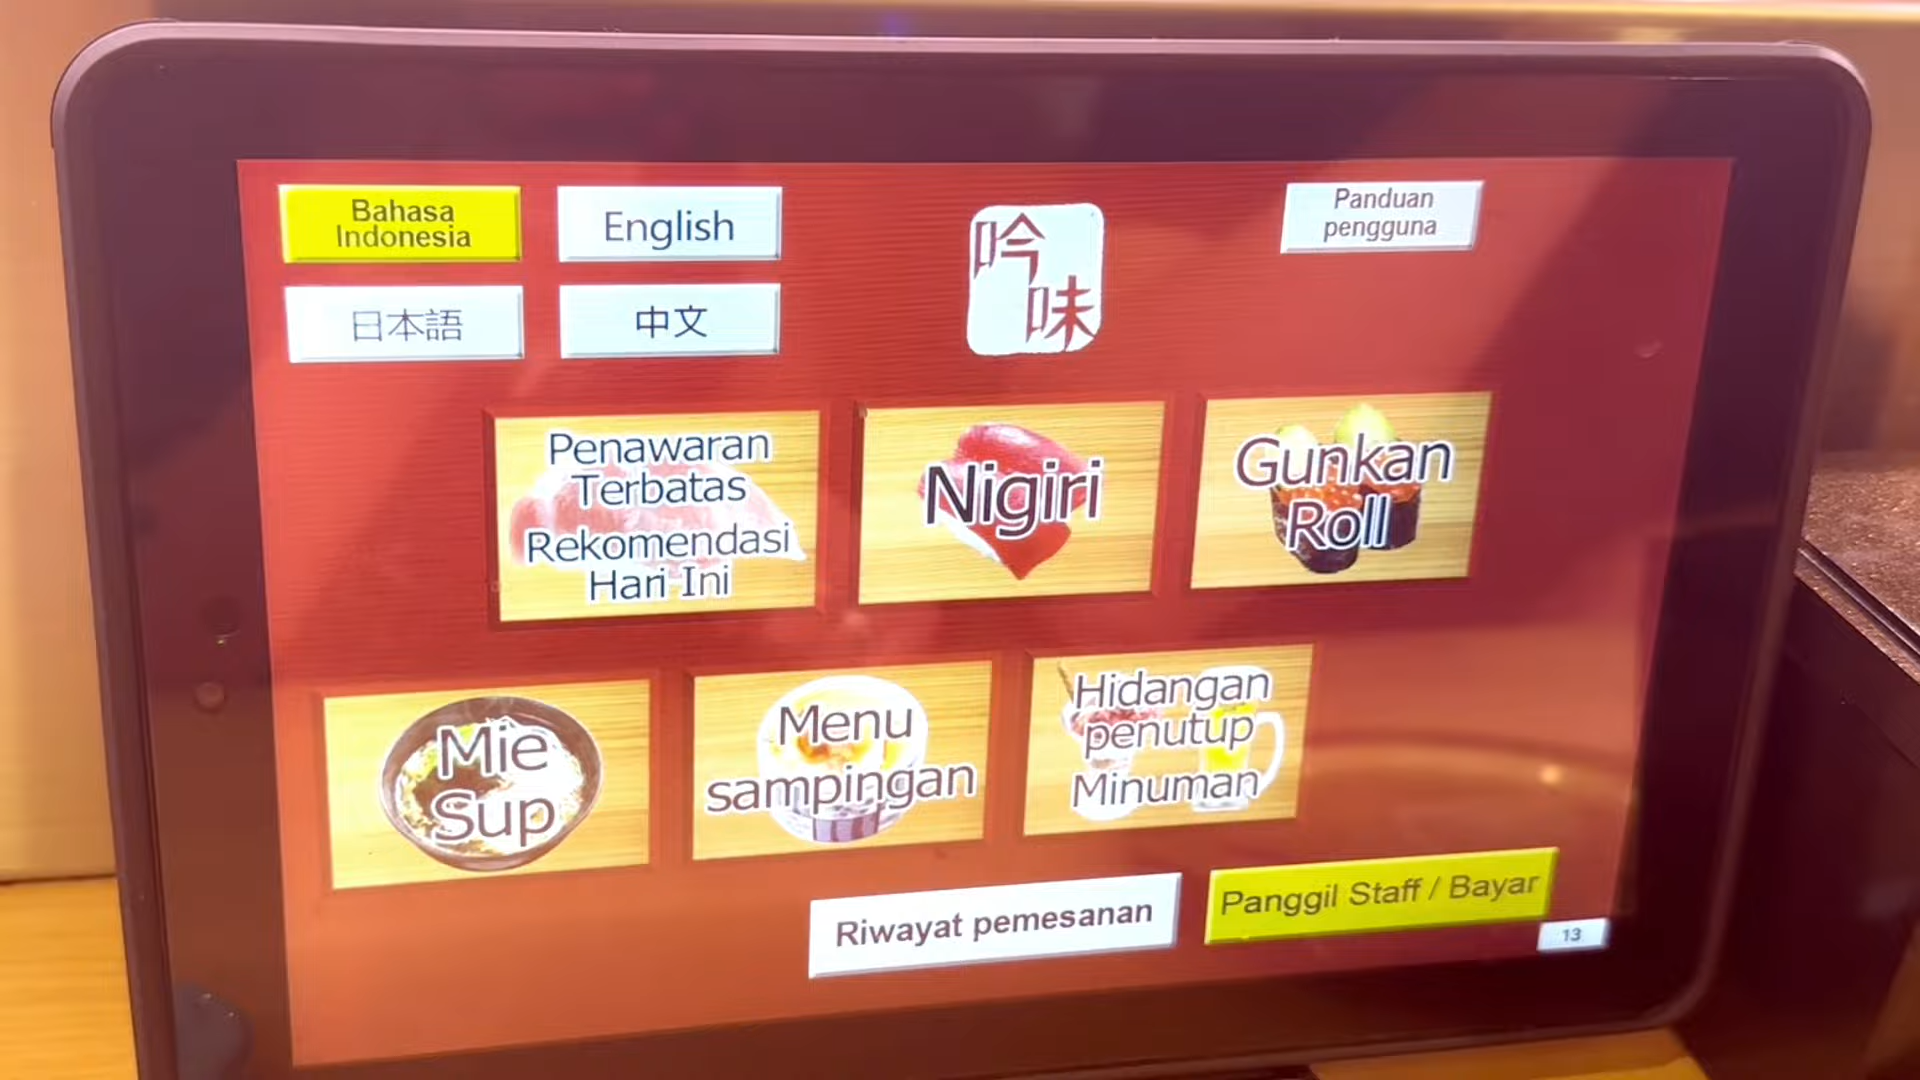 Bahasa
Indonesia
English
日本語
中文
吟
味
Panduan
pengguna
Penawaran
Terbatas
Rekomendasi
Hari Ini
Nigiri
Gunkan
Roll
Mie
Sup
Menu
sampingan
Hidangan
penutup
Minuman
Riwayat pemesanan
Panggil Staff / Bayar
13